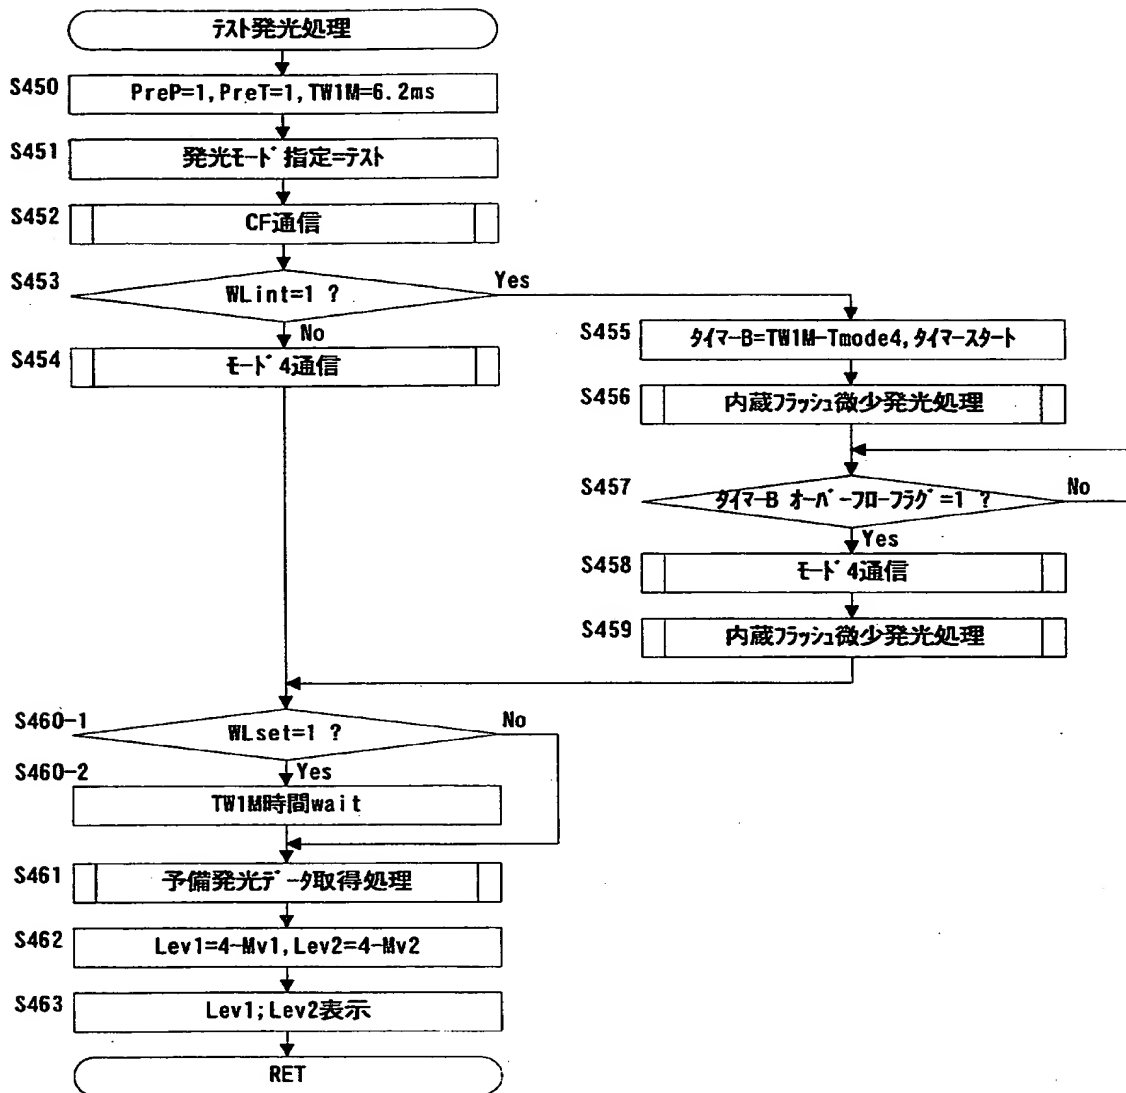 テスト発光処理
S450
PreP=1,PreT=1,TW1M=6.2ms
S451
発光モード指定=テスト
S452
CF通信
S453
WLint=1 ?
Yes
No
S454
モード4通信
S455
タイマーB=TW1M-Tmode4,タイマースタート
S456
内蔵フラッシュ微少発光処理
S457
タイマーB オーバーフローフラグ=1 ?
No
Yes
S458
モード4通信
S459
内蔵フラッシュ微少発光処理
S460-1
WLset=1 ?
No
S460-2
Yes
TW1M時間wait
S461
予備発光データ取得処理
S462
Lev1=4-Mv1,Lev2=4-Mv2
S463
Lev1;Lev2表示
RET